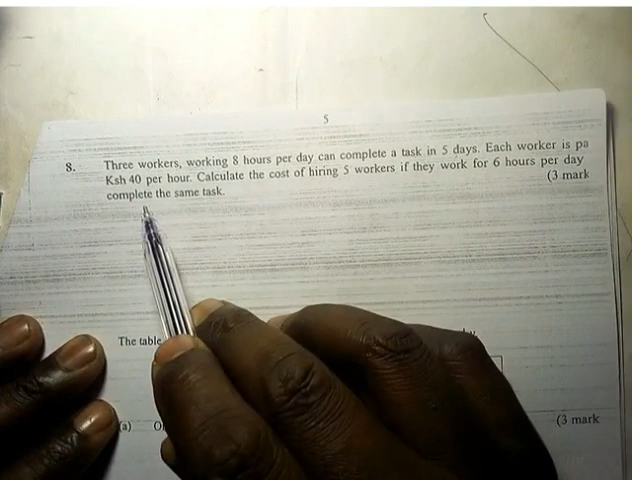 5
8. Three workers, working 8 hours per day can complete a task in 5 days. Each worker is pa
Ksh 40 per hour. Calculate the cost of hiring 5 workers if they work for 6 hours per day
complete the same task. (3 mark
The table
(a)
(3 mark